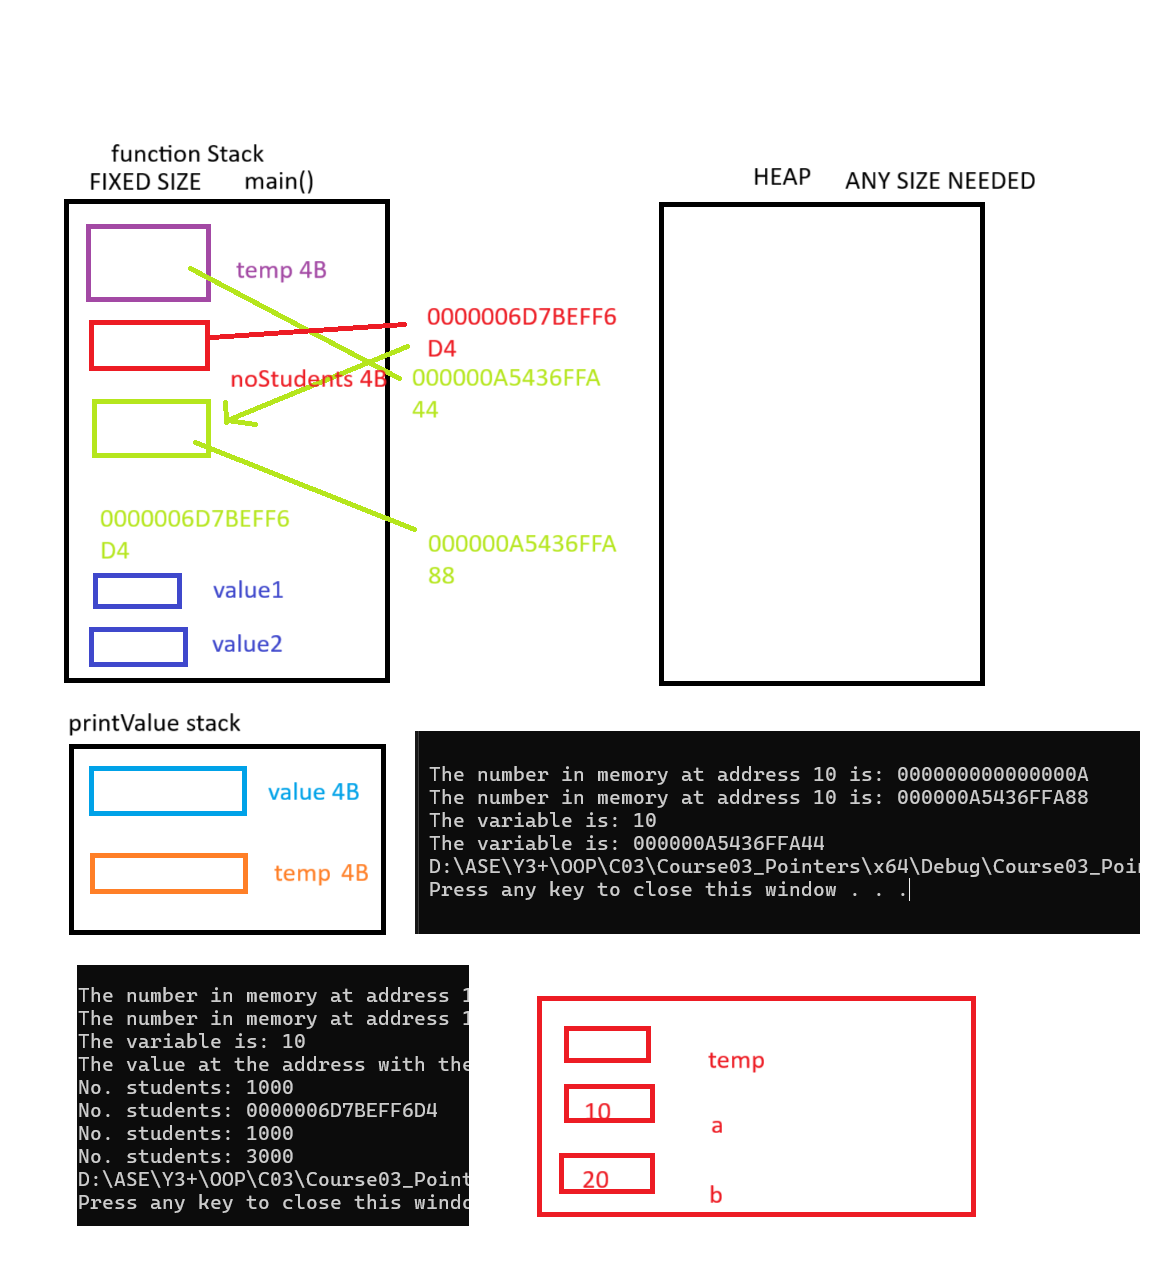 function Stack
FIXED SIZE main()
HEAP ANY SIZE NEEDED
temp 4B
0000006D7BEFF6
D4
noStudents 4B
000000A5436FFA
44
0000006D7BEFF6
D4
000000A5436FFA
88
value1
value2
printValue stack
value 4B
temp 4B
The number in memory at address 10 is: 000000000000000A
The number in memory at address 10 is: 000000A5436FFA88
The variable is: 10
The variable is: 000000A5436FFA44
D:\ASE\Y3+\OOP\C03\Course03_Pointers\x64\Debug\Course03_Poin
Press any key to close this window . . .
The number in memory at address 1
The number in memory at address 1
The variable is: 10
The value at the address with the
No. students: 1000
No. students: 0000006D7BEFF6D4
No. students: 1000
No. students: 3000
D:\ASE\Y3+\OOP\C03\Course03_Point
Press any key to close this windo
temp
10
a
20
b